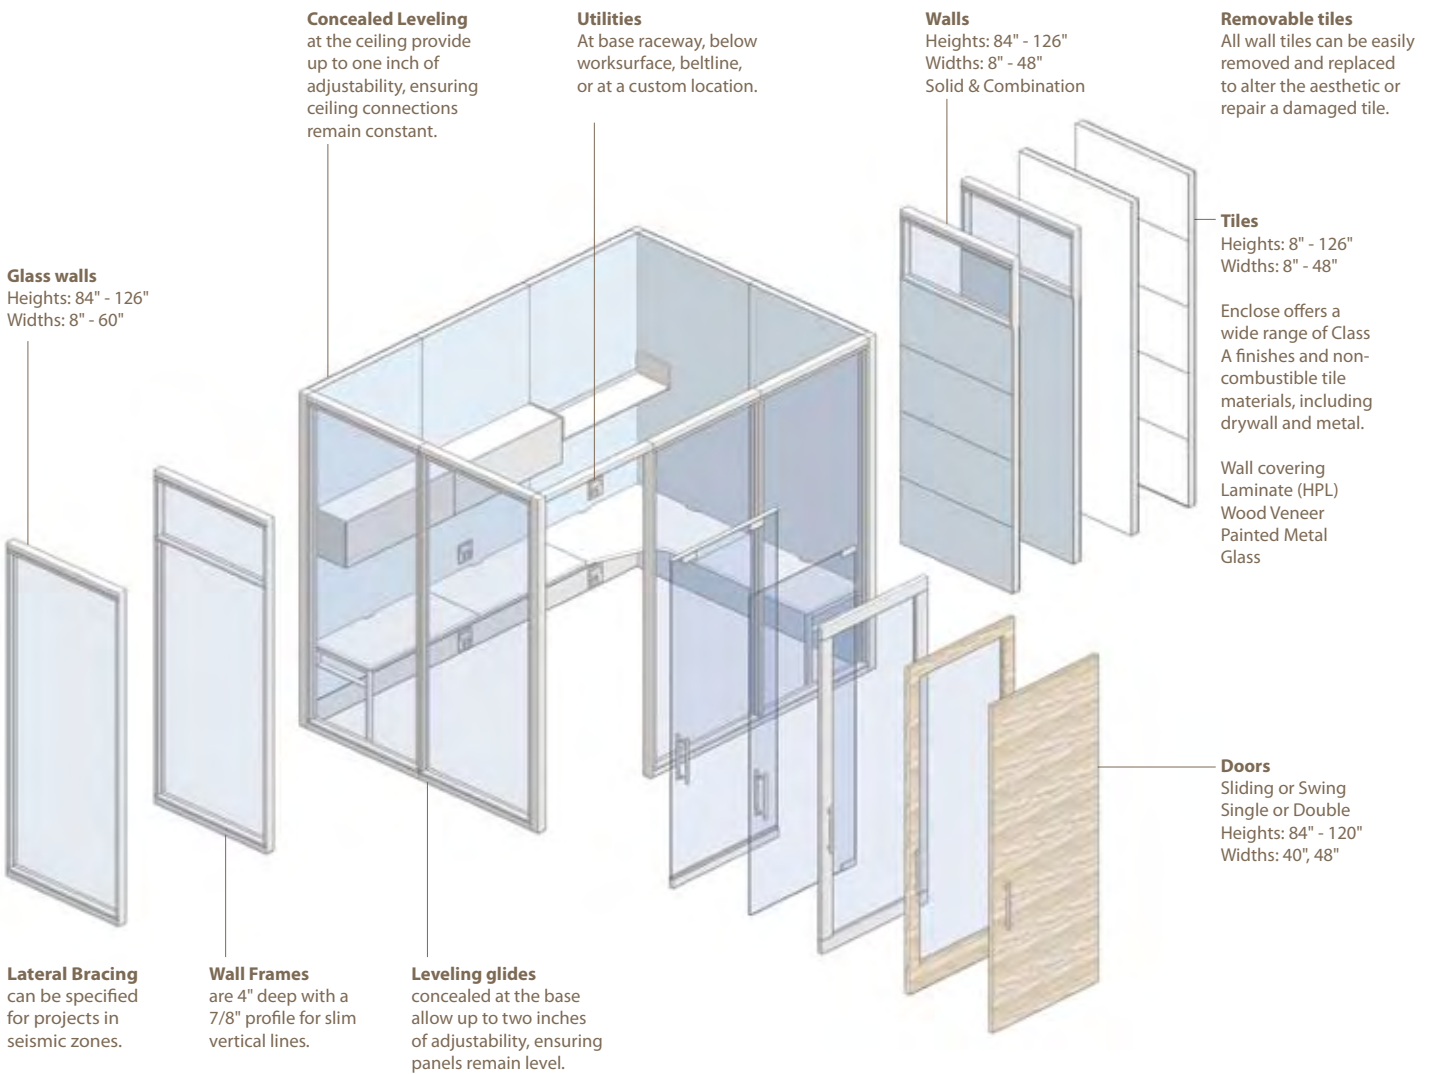 Concealed Leveling
at the ceiling provide
up to one inch of
adjustability, ensuring
ceiling connections
remain constant.
Utilities
At base raceway, below
worksurface, beltline,
or at a custom location.
Walls
Heights: 84" - 126"
Widths: 8" - 48"
Solid & Combination
Removable tiles
All wall tiles can be easily
removed and replaced
to alter the aesthetic or
repair a damaged tile.
Glass walls
Heights: 84" - 126"
Widths: 8" - 60"
Tiles
Heights: 8" - 126"
Widths: 8" - 48"
Enclose offers a
wide range of Class
A finishes and non-
combustible tile
materials, including
drywall and metal.
Wall covering
Laminate (HPL)
Wood Veneer
Painted Metal
Glass
Doors
Sliding or Swing
Single or Double
Heights: 84" - 120"
Widths: 40", 48"
Lateral Bracing
can be specified
for projects in
seismic zones.
Wall Frames
are 4" deep with a
7/8" profile for slim
vertical lines.
Leveling glides
concealed at the base
allow up to two inches
of adjustability, ensuring
panels remain level.